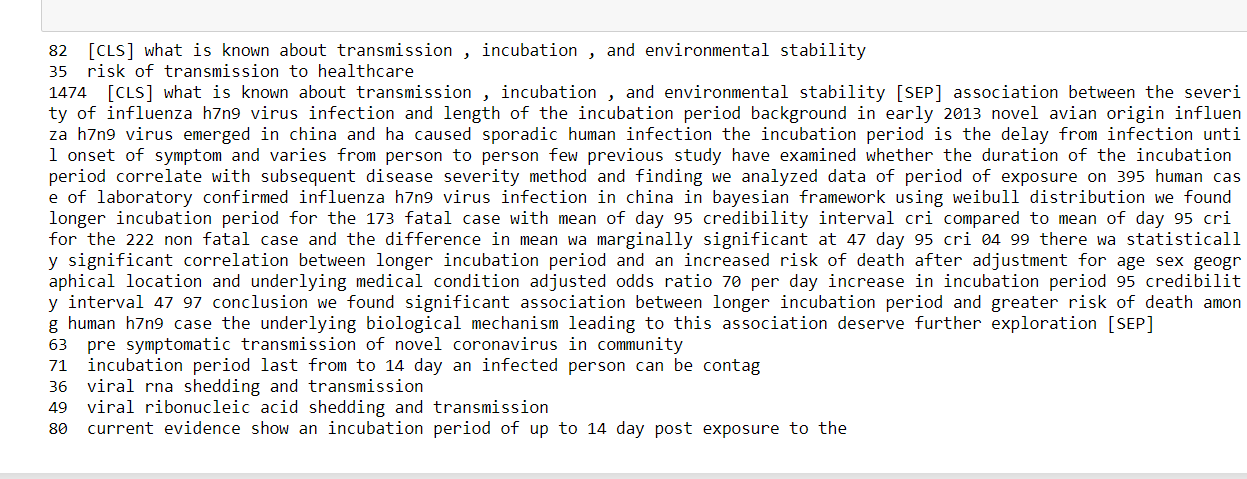 82  [CLS] what is known about transmission , incubation , and environmental stability
35  risk of transmission to healthcare
1474  [CLS] what is known about transmission , incubation , and environmental stability [SEP] association between the severi
ty of influenza h7n9 virus infection and length of the incubation period background in early 2013 novel avian origin influen
za h7n9 virus emerged in china and ha caused sporadic human infection the incubation period is the delay from infection unti
l onset of symptom and varies from person to person few previous study have examined whether the duration of the incubation
period correlate with subsequent disease severity method and finding we analyzed data of period of exposure on 395 human cas
e of laboratory confirmed influenza h7n9 virus infection in china in bayesian framework using weibull distribution we found
longer incubation period for the 173 fatal case with mean of day 95 credibility interval cri compared to mean of day 95 cri
for the 222 non fatal case and the difference in mean wa marginally significant at 47 day 95 cri 04 99 there wa statisticall
y significant correlation between longer incubation period and an increased risk of death after adjustment for age sex geogr
aphical location and underlying medical condition adjusted odds ratio 70 per day increase in incubation period 95 credibilit
y interval 47 97 conclusion we found significant association between longer incubation period and greater risk of death amon
g human h7n9 case the underlying biological mechanism leading to this association deserve further exploration [SEP]
63  pre symptomatic transmission of novel coronavirus in community
71  incubation period last from to 14 day an infected person can be contag
36  viral rna shedding and transmission
49  viral ribonucleic acid shedding and transmission
80  current evidence show an incubation period of up to 14 day post exposure to the